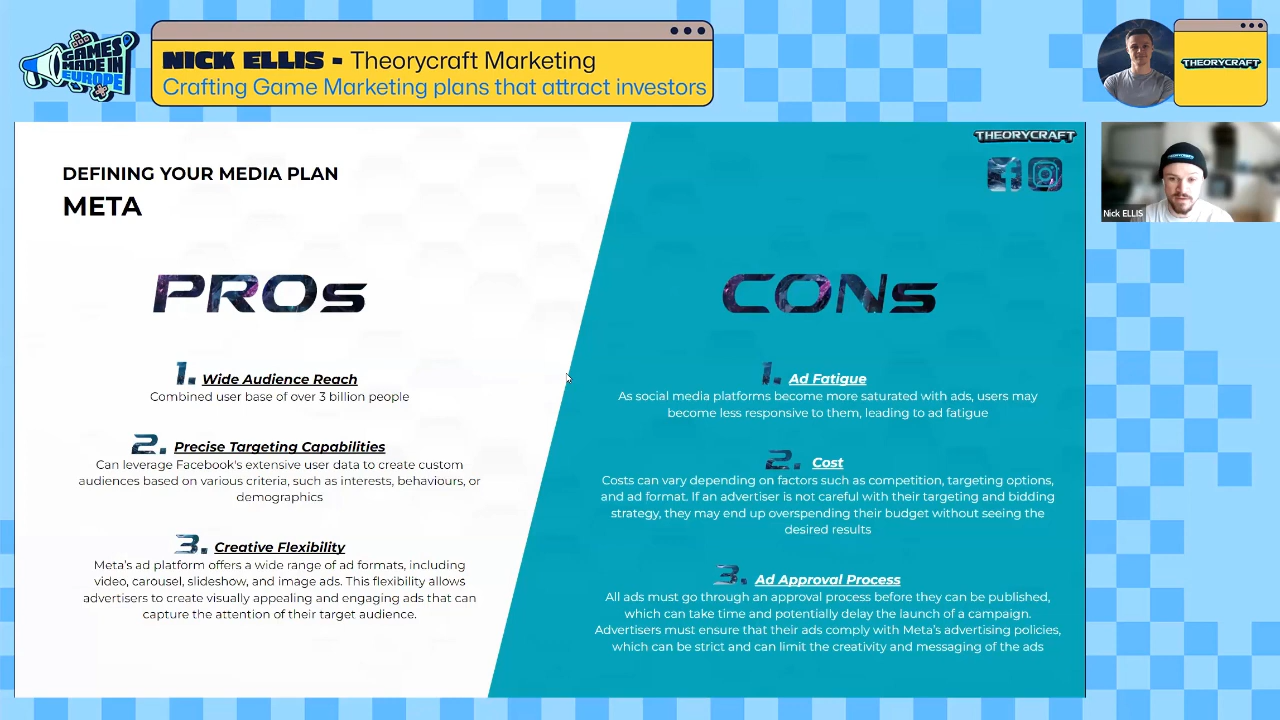 GAMES
MADE IN
EUROPE
NICK ELLIS - Theorycraft Marketing
Crafting Game Marketing plans that attract investors
THEORYCRAFT
THEORYCRAFT
Nick ELLIS
DEFINING YOUR MEDIA PLAN
META
PROs
1. Wide Audience Reach
Combined user base of over 3 billion people
2. Precise Targeting Capabilities
Can leverage Facebook's extensive user data to create custom
audiences based on various criteria, such as interests, behaviours, or
demographics
3. Creative Flexibility
Meta's ad platform offers a wide range of ad formats, including
video, carousel, slideshow, and image ads. This flexibility allows
advertisers to create visually appealing and engaging ads that can
capture the attention of their target audience.
CONs
1. Ad Fatigue
As social media platforms become more saturated with ads, users may
become less responsive to them, leading to ad fatigue
2. Cost
Costs can vary depending on factors such as competition, targeting options,
and ad format. If an advertiser is not careful with their targeting and bidding
strategy, they may end up overspending their budget without seeing the
desired results
3. Ad Approval Process
All ads must go through an approval process before they can be published,
which can take time and potentially delay the launch of a campaign.
Advertisers must ensure that their ads comply with Meta's advertising policies,
which can be strict and can limit the creativity and messaging of the ads